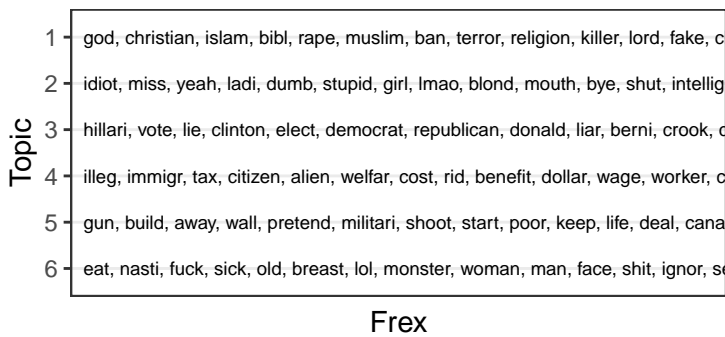 1 god, christian, islam, bibl, rape, muslim, ban, terror, religion, killer, lord, fake, c
2 idiot, miss, yeah, ladi, dumb, stupid, girl, lmao, blond, mouth, bye, shut, intellig
3 hillari, vote, lie, clinton, elect, democrat, republican, donald, liar, berni, crook,
4 illeg, immigr, tax, citizen, alien, welfar, cost, rid, benefit, dollar, wage, worker, c
5 gun, build, away, wall, pretend, militari, shoot, start, poor, keep, life, deal, cana
6 eat, nasti, fuck, sick, old, breast, lol, monster, woman, man, face, shit, ignor, se
Topic
Frex